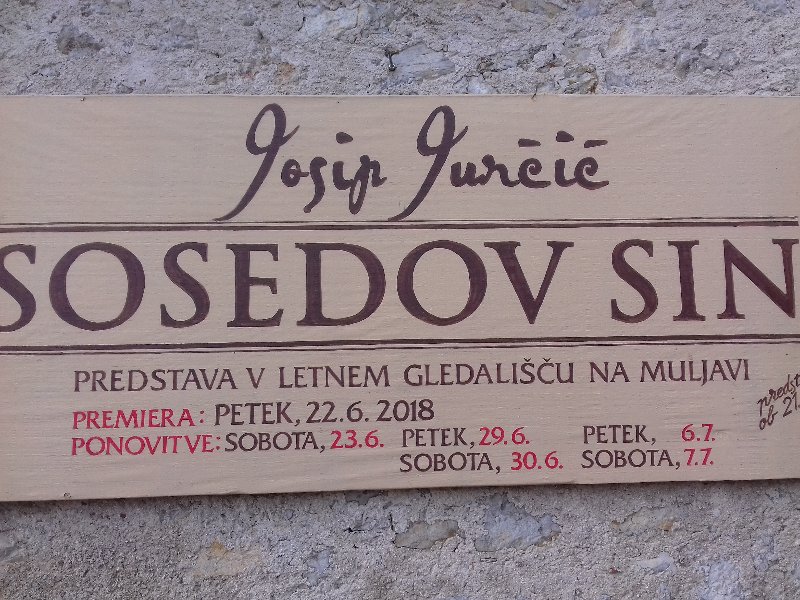 Josip Jurčič
SOSEDOV SIN
PREDSTAVA V LETNEM GLEDALIŠČU NA MULJAVI
PREMIERA: PETEK, 22.6. 2018
PONOVITVE: SOBOTA, 23.6. PETEK, 29.6. PETEK, 6.7.
SOBOTA, 30.6. SOBOTA, 7.7.
ob